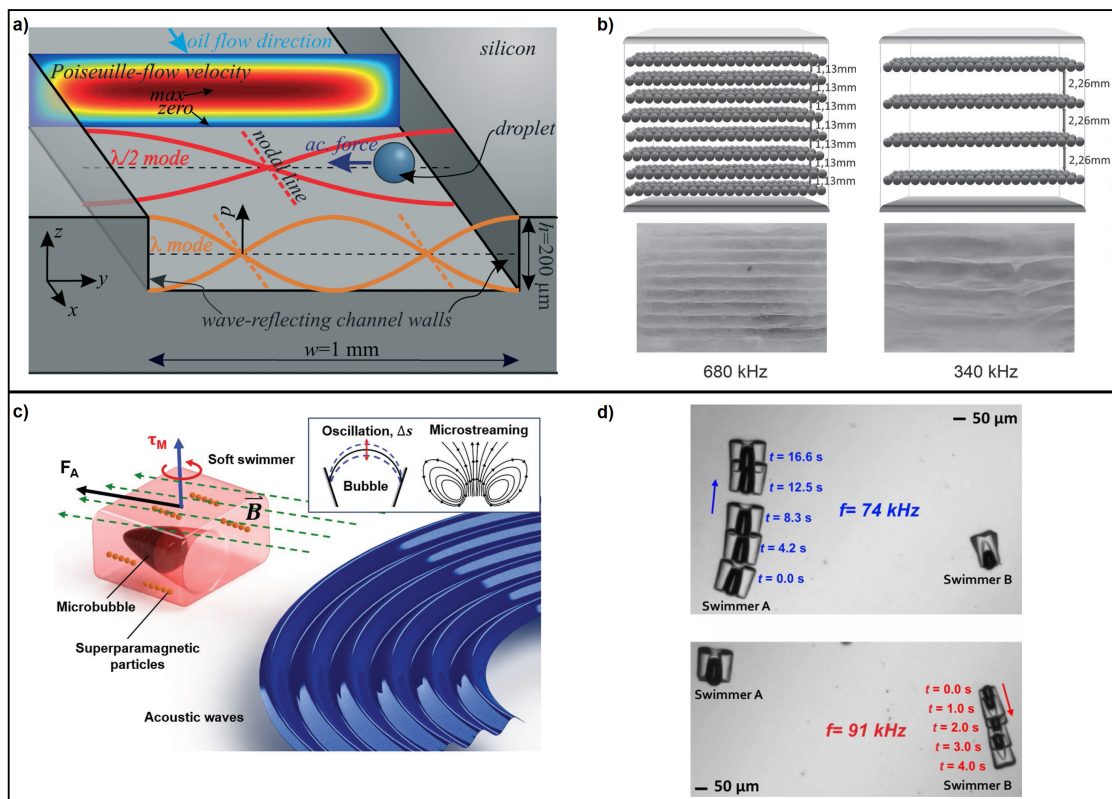 a)
oil flow direction
silicon
Poiseuille-flow velocity
max
zero
droplet
λ/2 mode
nodal line
ac. force
p
λ mode
h=200 µm
z
y
x
wave-reflecting channel walls
w=1 mm
b)
1,13mm
1,13mm
1,13mm
1,13mm
1,13mm
1,13mm
1,13mm
2,26mm
2,26mm
2,26mm
680 kHz
340 kHz
c)
τM
Soft swimmer
FA
B
Oscillation, Δs
Microstreaming
Bubble
Microbubble
Superparamagnetic
particles
Acoustic waves
d)
50 µm
t = 16.6 s
t = 12.5 s
t = 8.3 s
t = 4.2 s
t = 0.0 s
f= 74 kHz
Swimmer A
Swimmer B
Swimmer A
t = 0.0 s
t = 1.0 s
t = 2.0 s
t = 3.0 s
t = 4.0 s
f= 91 kHz
50 µm
Swimmer B